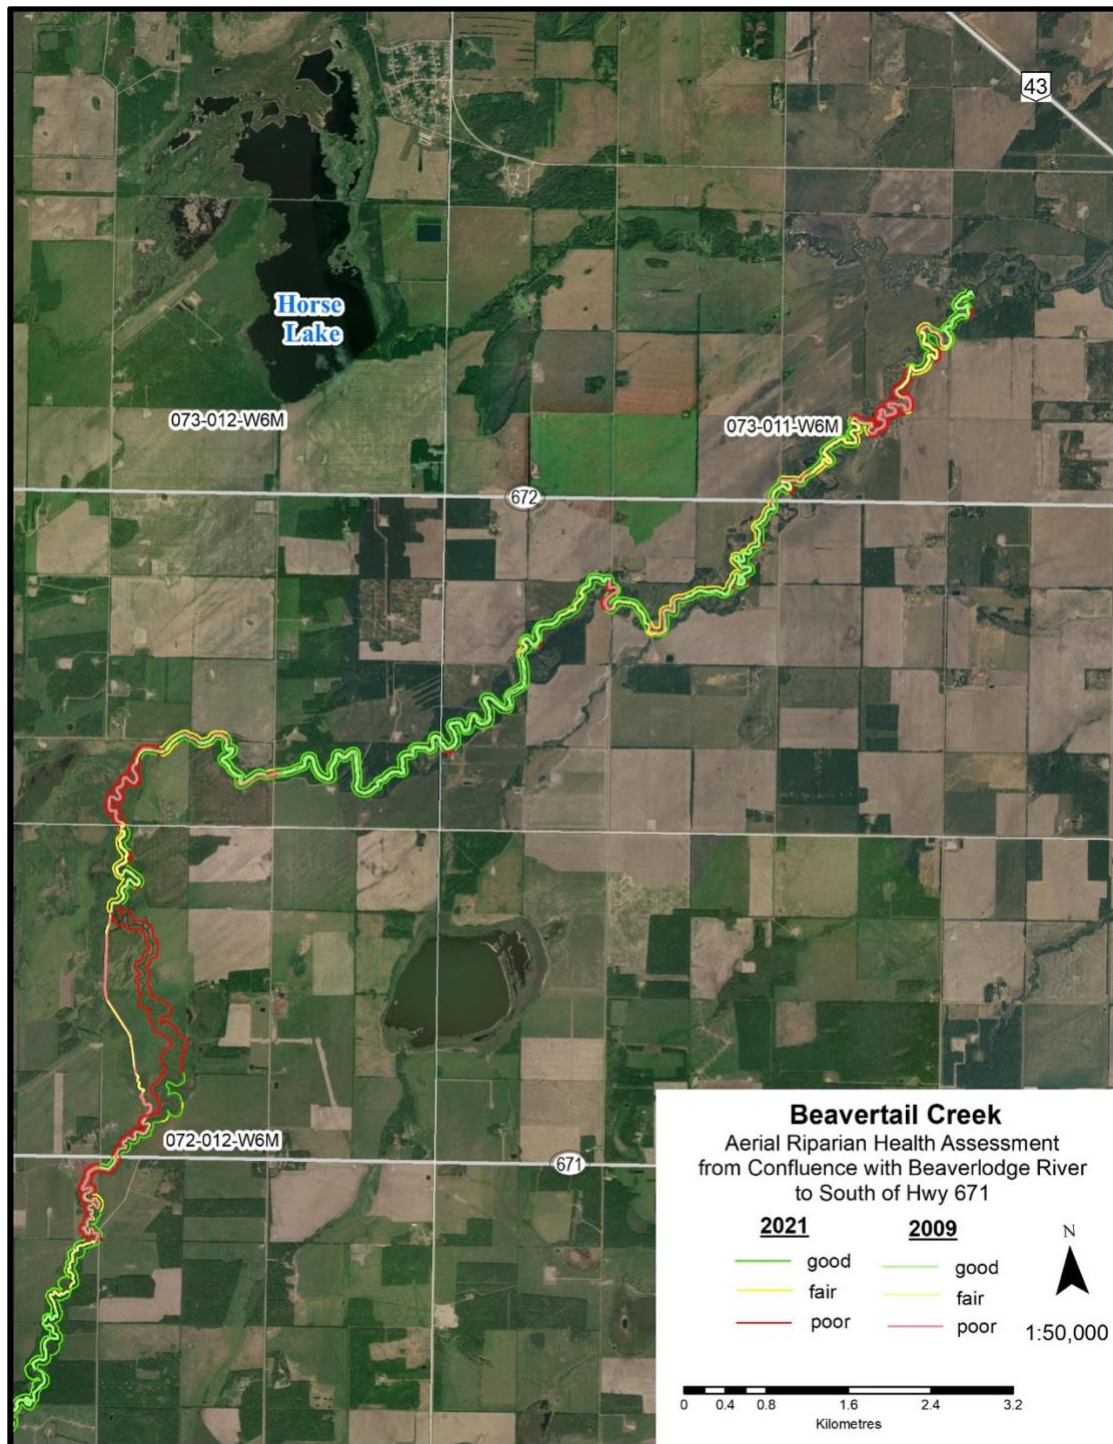 43
Horse
Lake
073-012-W6M
073-011-W6M
672
072-012-W6M
671
Beavertail Creek
Aerial Riparian Health Assessment
from Confluence with Beaverlodge River
to South of Hwy 671
2021 2009
good good
fair fair
poor poor
N
1:50,000
0 0.4 0.8 1.6 2.4 3.2
Kilometres